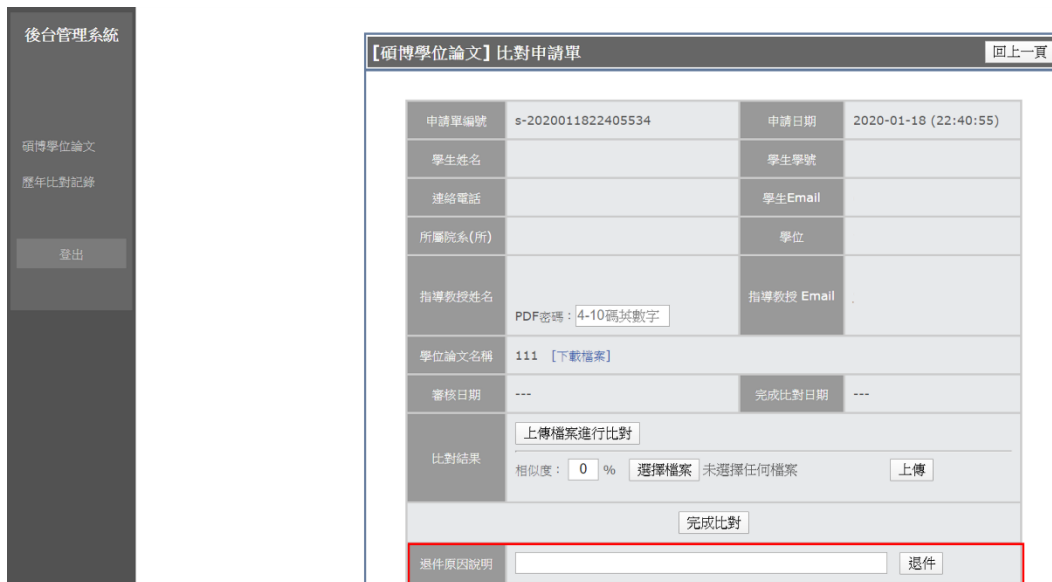 後台管理系統
碩博學位論文
歷年比對記錄
登出
[碩博學位論文] 比對申請單
回上一頁
申請單編號 s-2020011822405534 申請日期 2020-01-18 (22:40:55)
學生姓名 學生學號
連絡電話 學生Email
所屬院系(所) 學位
指導教授姓名 PDF密碼：4-10碼英數字 指導教授 Email
學位論文名稱 111 [下載檔案]
審核日期 --- 完成比對日期 ---
比對結果
上傳檔案進行比對
相似度： 0 % 選擇檔案 未選擇任何檔案 上傳
完成比對
退件原因說明 退件